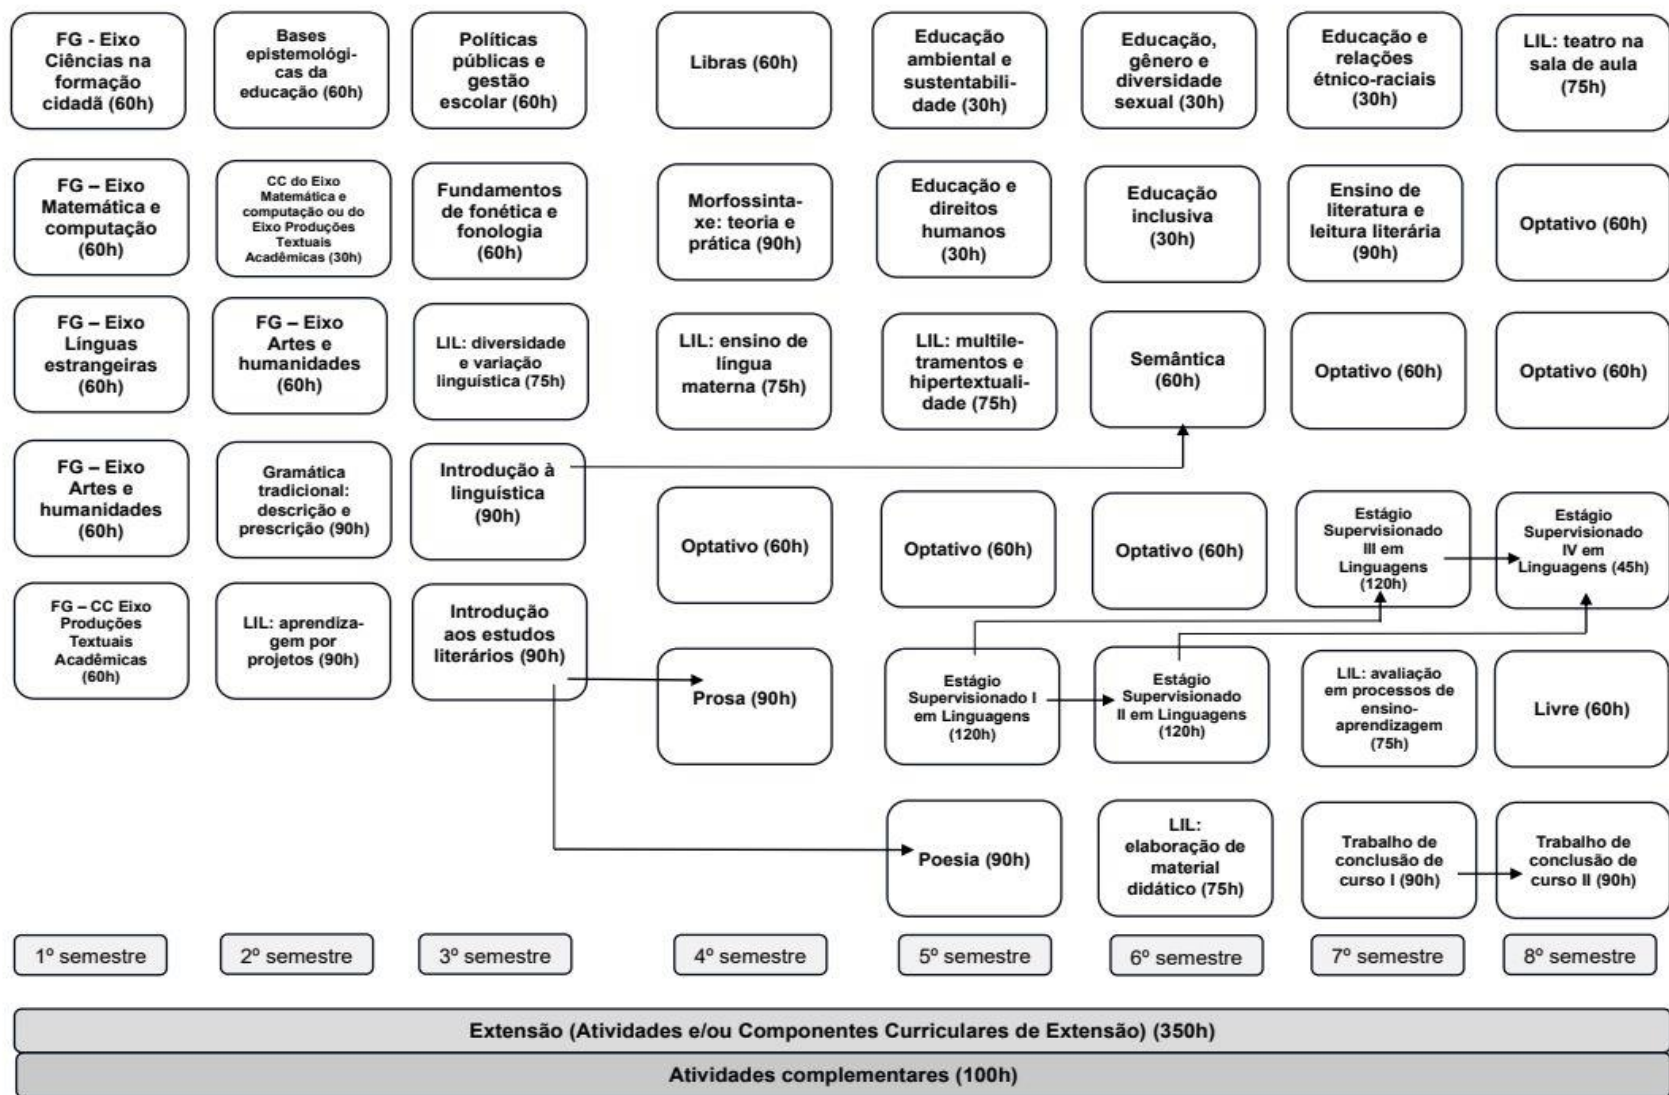 FG - Eixo
Ciências na
formação
cidadã (60h)
Bases
epistemológi-
cas da
educação (60h)
Políticas
públicas e
gestão
escolar (60h)
Libras (60h)
Educação
ambiental e
sustentabili-
dade (30h)
Educação,
gênero e
diversidade
sexual (30h)
Educação e
relações
étnico-raciais
(30h)
LIL: teatro na
sala de aula
(75h)
FG – Eixo
Matemática e
computação
(60h)
CC do Eixo
Matemática e
computação ou do
Eixo Produções
Textuais
Acadêmicas (30h)
Fundamentos
de fonética e
fonologia
(60h)
Morfossinta-
xe: teoria e
prática (90h)
Educação e
direitos
humanos
(30h)
Educação
inclusiva
(30h)
Ensino de
literatura e
leitura literária
(90h)
Optativo (60h)
FG – Eixo
Línguas
estrangeiras
(60h)
FG – Eixo
Artes e
humanidades
(60h)
LIL: diversidade
e variação
linguística (75h)
LIL: ensino de
língua
materna (75h)
LIL: multile-
tramentos e
hipertextuali-
dade (75h)
Semântica
(60h)
Optativo (60h)
Optativo (60h)
FG – Eixo
Artes e
humanidades
(60h)
Gramática
tradicional:
descrição e
prescrição (90h)
Introdução à
linguística
(90h)
Optativo (60h)
Optativo (60h)
Optativo (60h)
Estágio
Supervisionado
III em
Linguagens
(120h)
Estágio
Supervisionado
IV em
Linguagens (45h)
FG – CC Eixo
Produções
Textuais
Acadêmicas
(60h)
LIL: aprendiza-
gem por
projetos (90h)
Introdução
aos estudos
literários (90h)
Prosa (90h)
Estágio
Supervisionado I
em Linguagens
(120h)
Estágio
Supervisionado
II em Linguagens
(120h)
LIL: avaliação
em processos de
ensino-
aprendizagem
(75h)
Livre (60h)
Poesia (90h)
LIL:
elaboração de
material
didático (75h)
Trabalho de
conclusão de
curso I (90h)
Trabalho de
conclusão de
curso II (90h)
1º semestre
2º semestre
3º semestre
4º semestre
5º semestre
6º semestre
7º semestre
8º semestre
Extensão (Atividades e/ou Componentes Curriculares de Extensão) (350h)
Atividades complementares (100h)